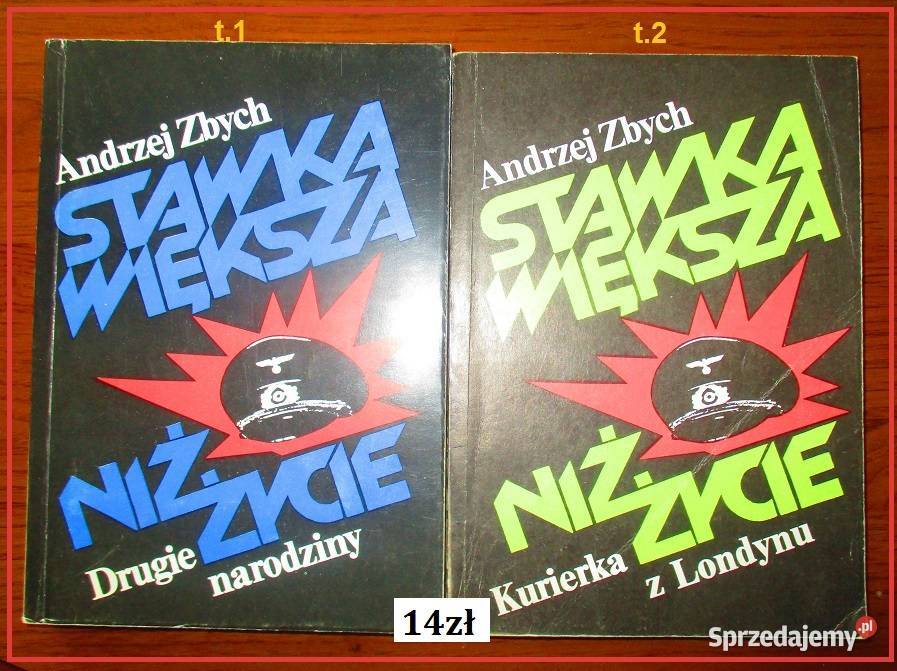 t.1
Andrzej Zbych
STAWKA
WIĘKSZA
NIŻ
ŻYCIE
Drugie
narodziny
t.2
Andrzej Zbych
STAWKA
WIĘKSZA
NIŻ
ŻYCIE
Kurierka
z Londynu
14zł
Sprzedajemy.pl